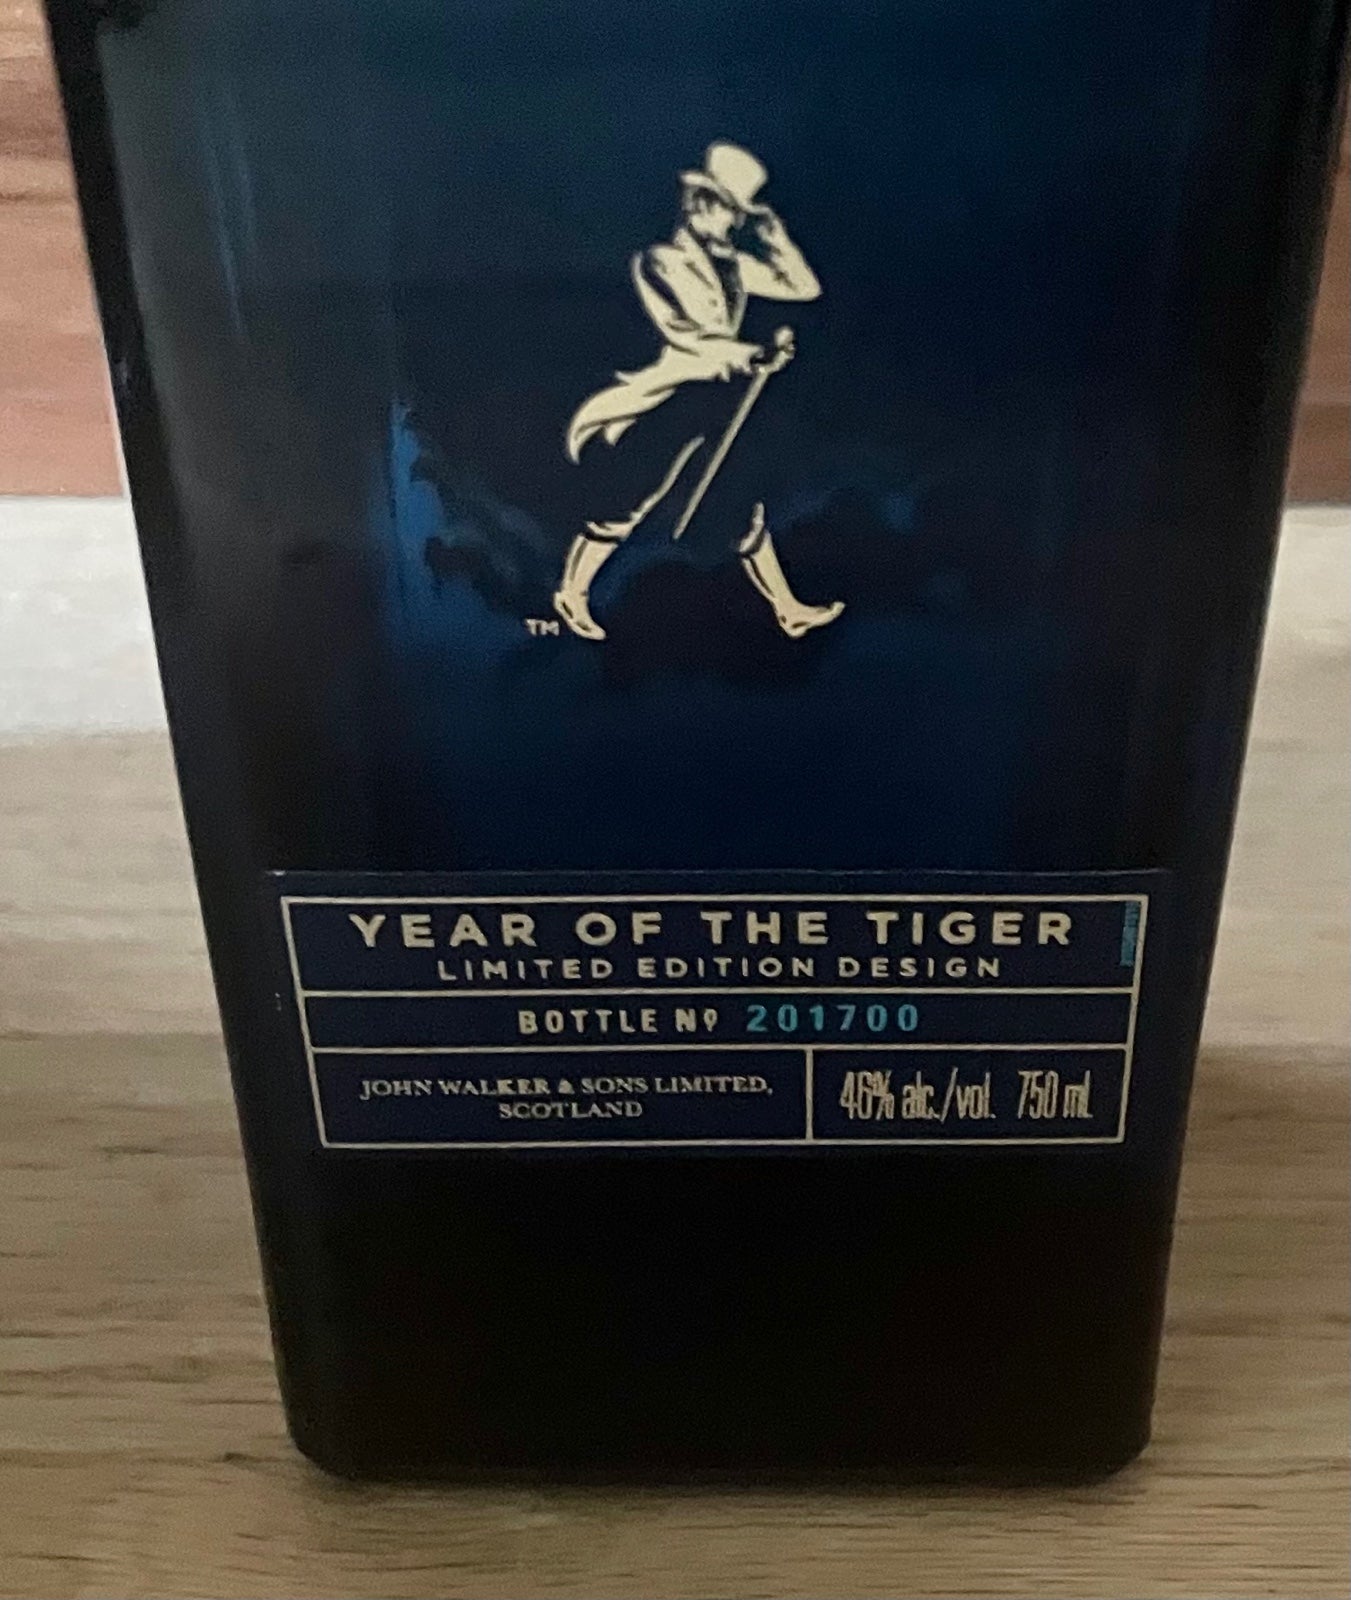 TM
YEAR OF THE TIGER
LIMITED EDITION DESIGN
BOTTLE Nº 201700
JOHN WALKER & SONS LIMITED,
SCOTLAND
46% alc./vol. 750 mL